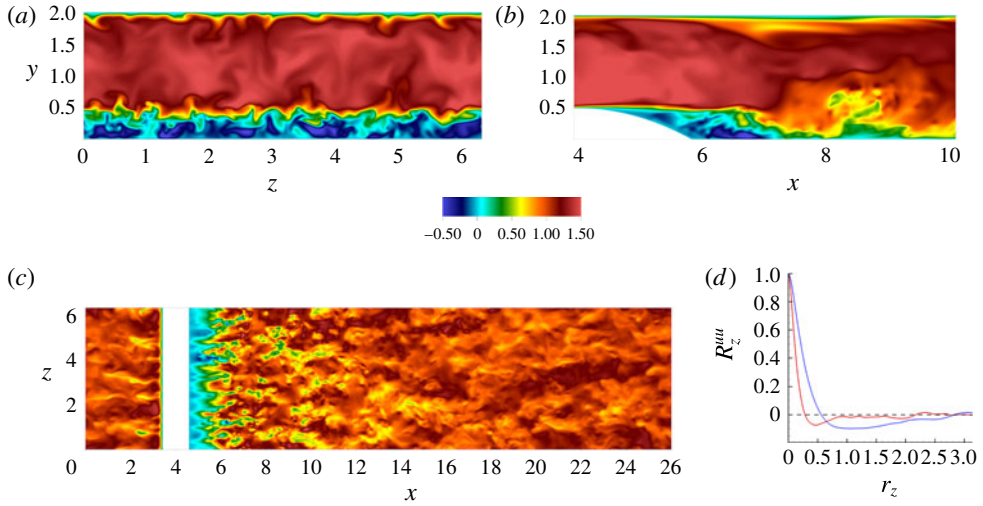 (a)
2.0
1.5
y
1.0
0.5
0 1 2 3 4 5 6
z
(b)
2.0
1.5
1.0
0.5
4 6 8 10
x
−0.50 0 0.50 1.00 1.50
(c)
6
4
z
2
0 2 4 6 8 10 12 14 16 18 20 22 24 26
x
(d)
1.0
0.8
0.6
R_z^{uu}
0.4
0.2
0
0 0.5 1.0 1.5 2.0 2.5 3.0
r_z